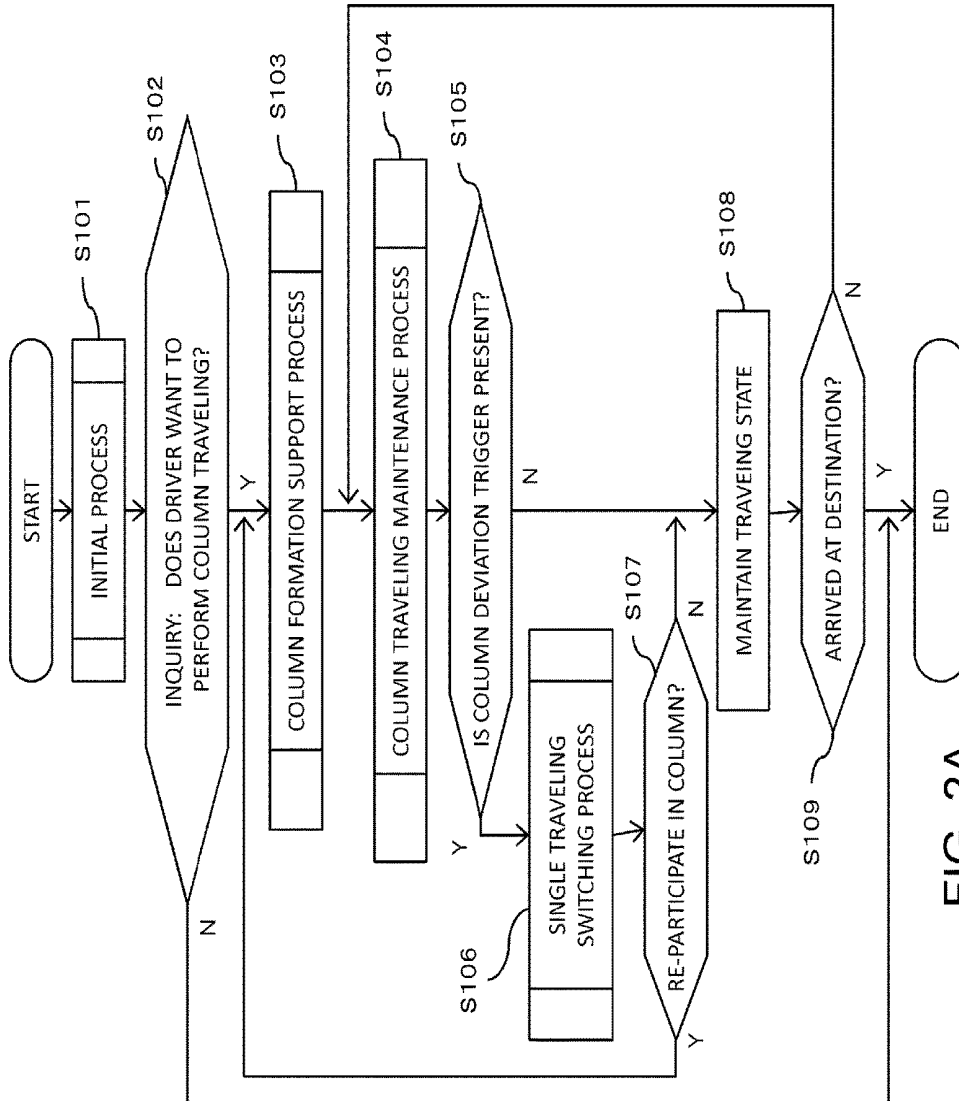 START
INITIAL PROCESS
S101
INQUIRY: DOES DRIVER WANT TO
PERFORM COLUMN TRAVELING?
S102
N
Y
COLUMN FORMATION SUPPORT PROCESS
S103
COLUMN TRAVELING MAINTENANCE PROCESS
S104
IS COLUMN DEVIATION TRIGGER PRESENT?
S105
Y
N
SINGLE TRAVELING
SWITCHING PROCESS
S106
RE-PARTICIPATE IN COLUMN?
S107
Y
N
MAINTAIN TRAVEING STATE
S108
ARRIVED AT DESTINATION?
S109
N
Y
END
FIG. 2A